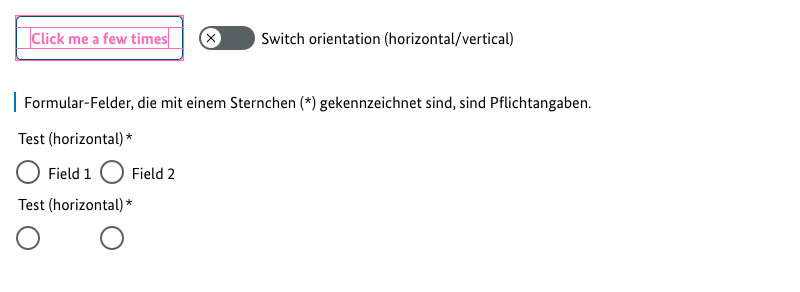 Click me a few times
Switch orientation (horizontal/vertical)
Formular-Felder, die mit einem Sternchen (*) gekennzeichnet sind, sind Pflichtangaben.
Test (horizontal)*
Field 1 Field 2
Test (horizontal)*